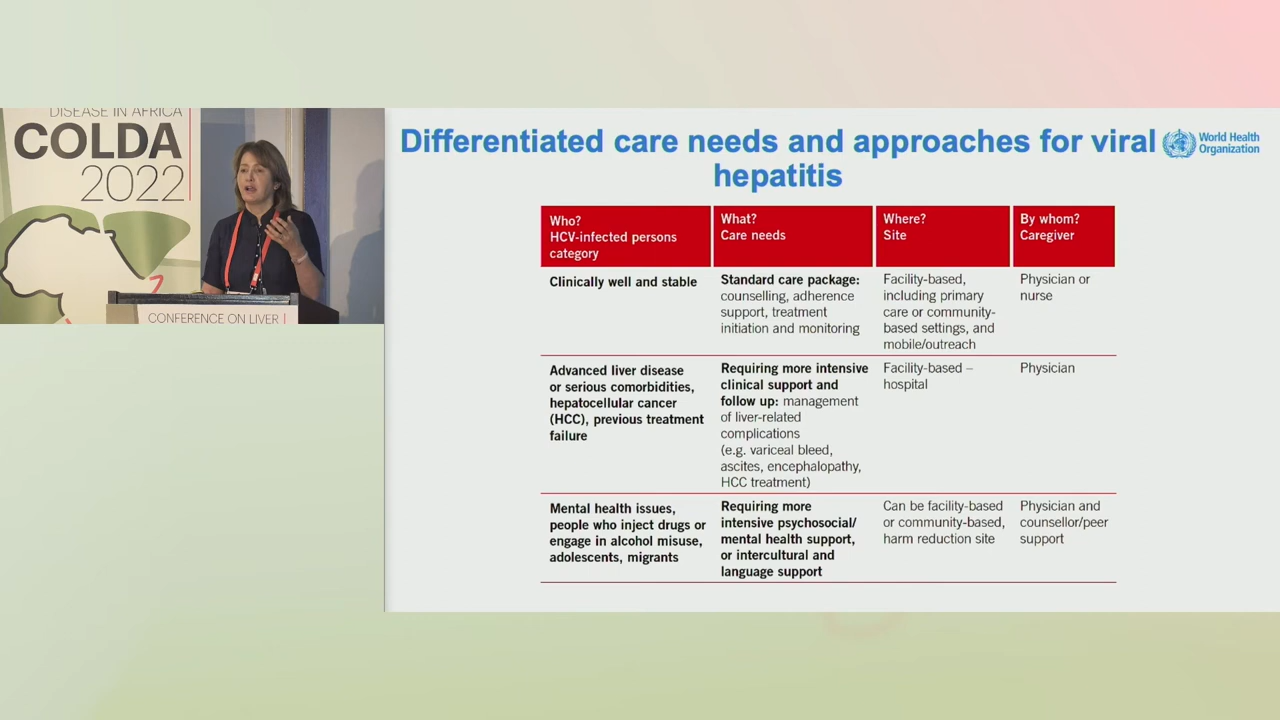 DISEASE IN AFRICA
COLDA
2022
CONFERENCE ON LIVER
Differentiated care needs and approaches for viral
hepatitis
World Health
Organization
Who?
HCV-infected persons
category
What?
Care needs
Where?
Site
By whom?
Caregiver
Clinically well and stable
Standard care package:
counselling, adherence
support, treatment
initiation and monitoring
Facility-based,
including primary
care or community-
based settings, and
mobile/outreach
Physician or
nurse
Advanced liver disease
or serious comorbidities,
hepatocellular cancer
(HCC), previous treatment
failure
Requiring more intensive
clinical support and
follow up: management
of liver-related
complications
(e.g. variceal bleed,
ascites, encephalopathy,
HCC treatment)
Facility-based –
hospital
Physician
Mental health issues,
people who inject drugs or
engage in alcohol misuse,
adolescents, migrants
Requiring more
intensive psychosocial/
mental health support,
or intercultural and
language support
Can be facility-based
or community-based,
harm reduction site
Physician and
counsellor/peer
support